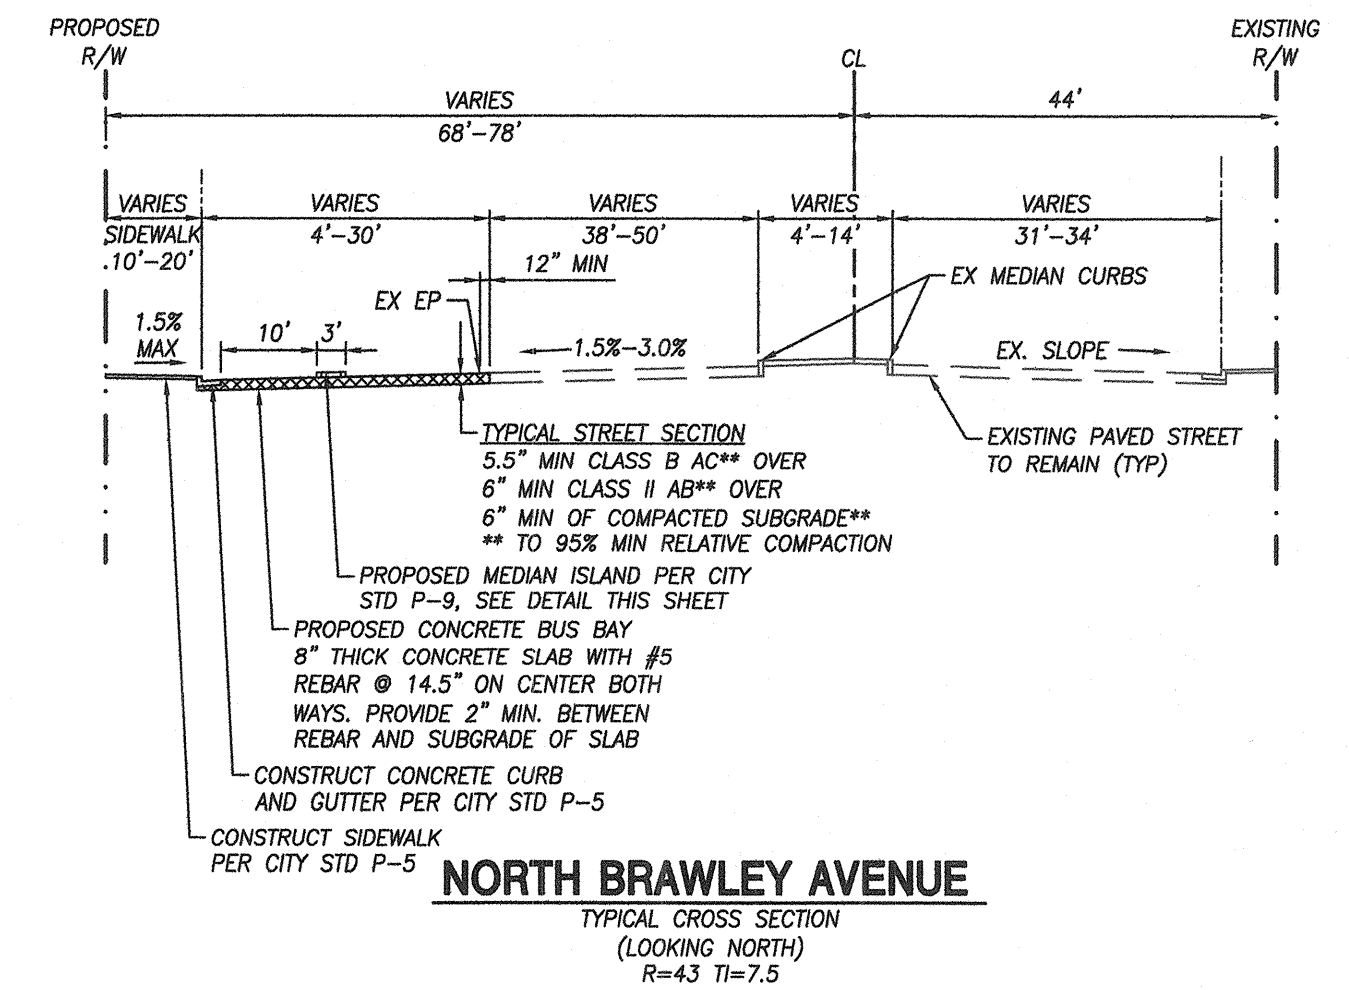 PROPOSED
R/W
EXISTING
R/W
CL
VARIES
68'-78'
44'
VARIES
SIDEWALK
10'-20'
VARIES
4'-30'
VARIES
38'-50'
VARIES
4'-14'
VARIES
31'-34'
12" MIN
EX EP
EX MEDIAN CURBS
1.5%
MAX
10'
3'
1.5%-3.0%
EX. SLOPE
TYPICAL STREET SECTION
5.5" MIN CLASS B AC** OVER
6" MIN CLASS II AB** OVER
6" MIN OF COMPACTED SUBGRADE**
** TO 95% MIN RELATIVE COMPACTION
EXISTING PAVED STREET
TO REMAIN (TYP)
PROPOSED MEDIAN ISLAND PER CITY
STD P-9, SEE DETAIL THIS SHEET
PROPOSED CONCRETE BUS BAY
8" THICK CONCRETE SLAB WITH #5
REBAR @ 14.5" ON CENTER BOTH
WAYS. PROVIDE 2" MIN. BETWEEN
REBAR AND SUBGRADE OF SLAB
CONSTRUCT CONCRETE CURB
AND GUTTER PER CITY STD P-5
CONSTRUCT SIDEWALK
PER CITY STD P-5
NORTH BRAWLEY AVENUE
TYPICAL CROSS SECTION
(LOOKING NORTH)
R=43 TI=7.5